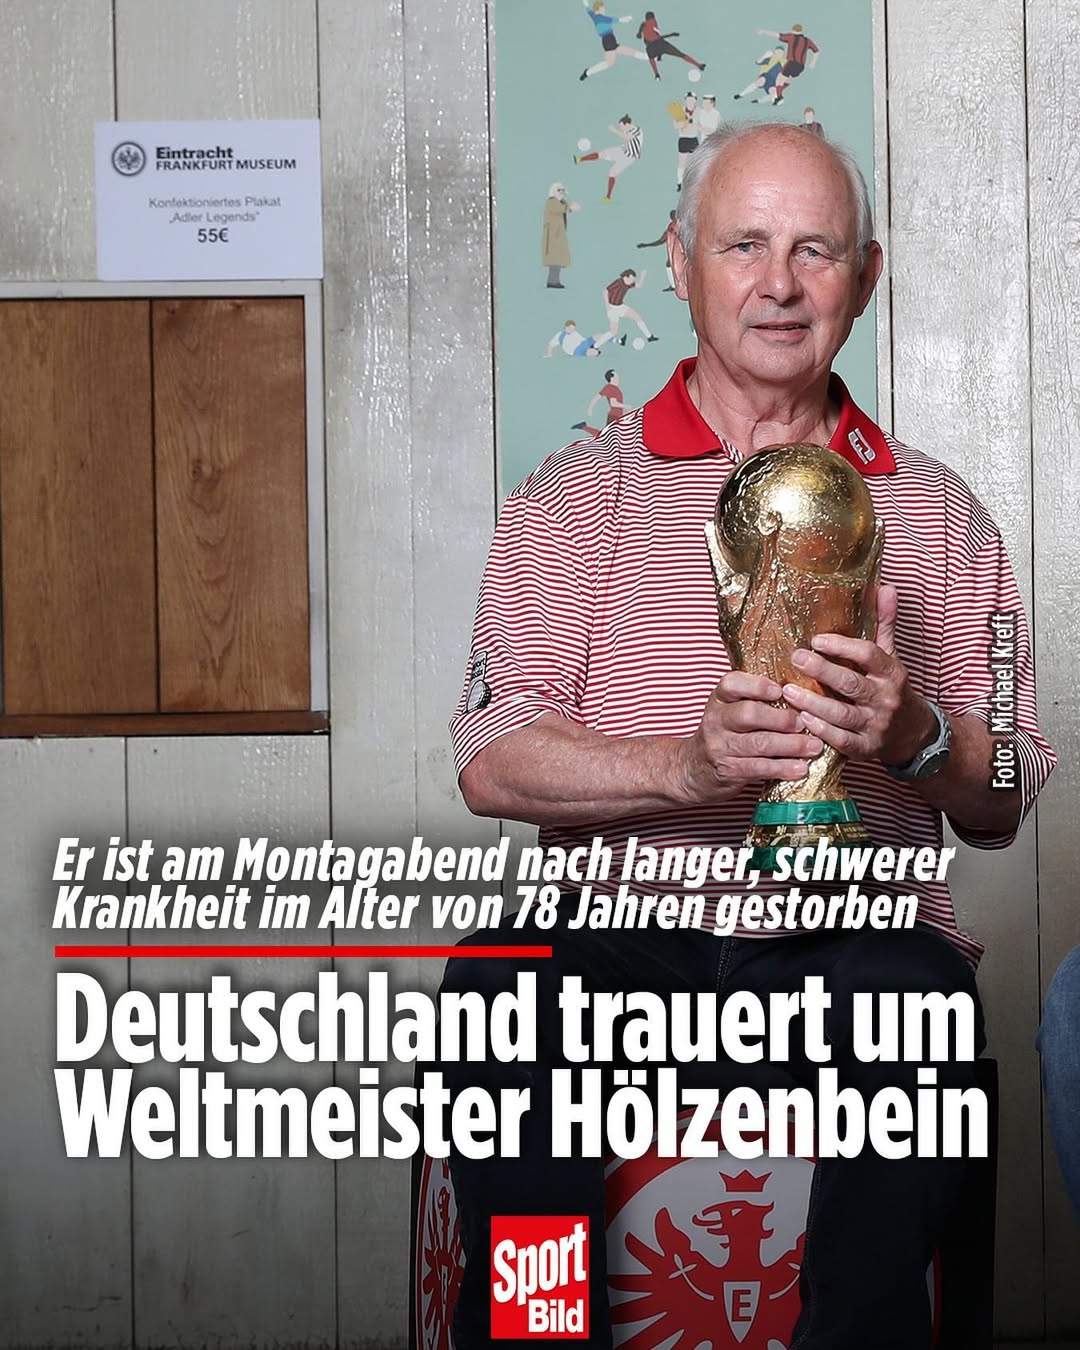 Eintracht
FRANKFURT MUSEUM
Konfektioniertes Plakat
„Adler Legends"
55€
Foto: Michael Kreft
Er ist am Montagabend nach langer, schwerer
Krankheit im Alter von 78 Jahren gestorben
Deutschland trauert um
Weltmeister Hölzenbein
E
Sport
Bild